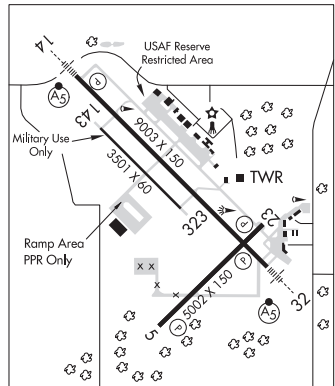 14
USAF Reserve
Restricted Area
P
A5
143
9003 X 150
Military Use
Only
3501 X 60
TWR
323
23
Ramp Area
PPR Only
P
P
X X
X X
5002 X 150
5
P
32
A5